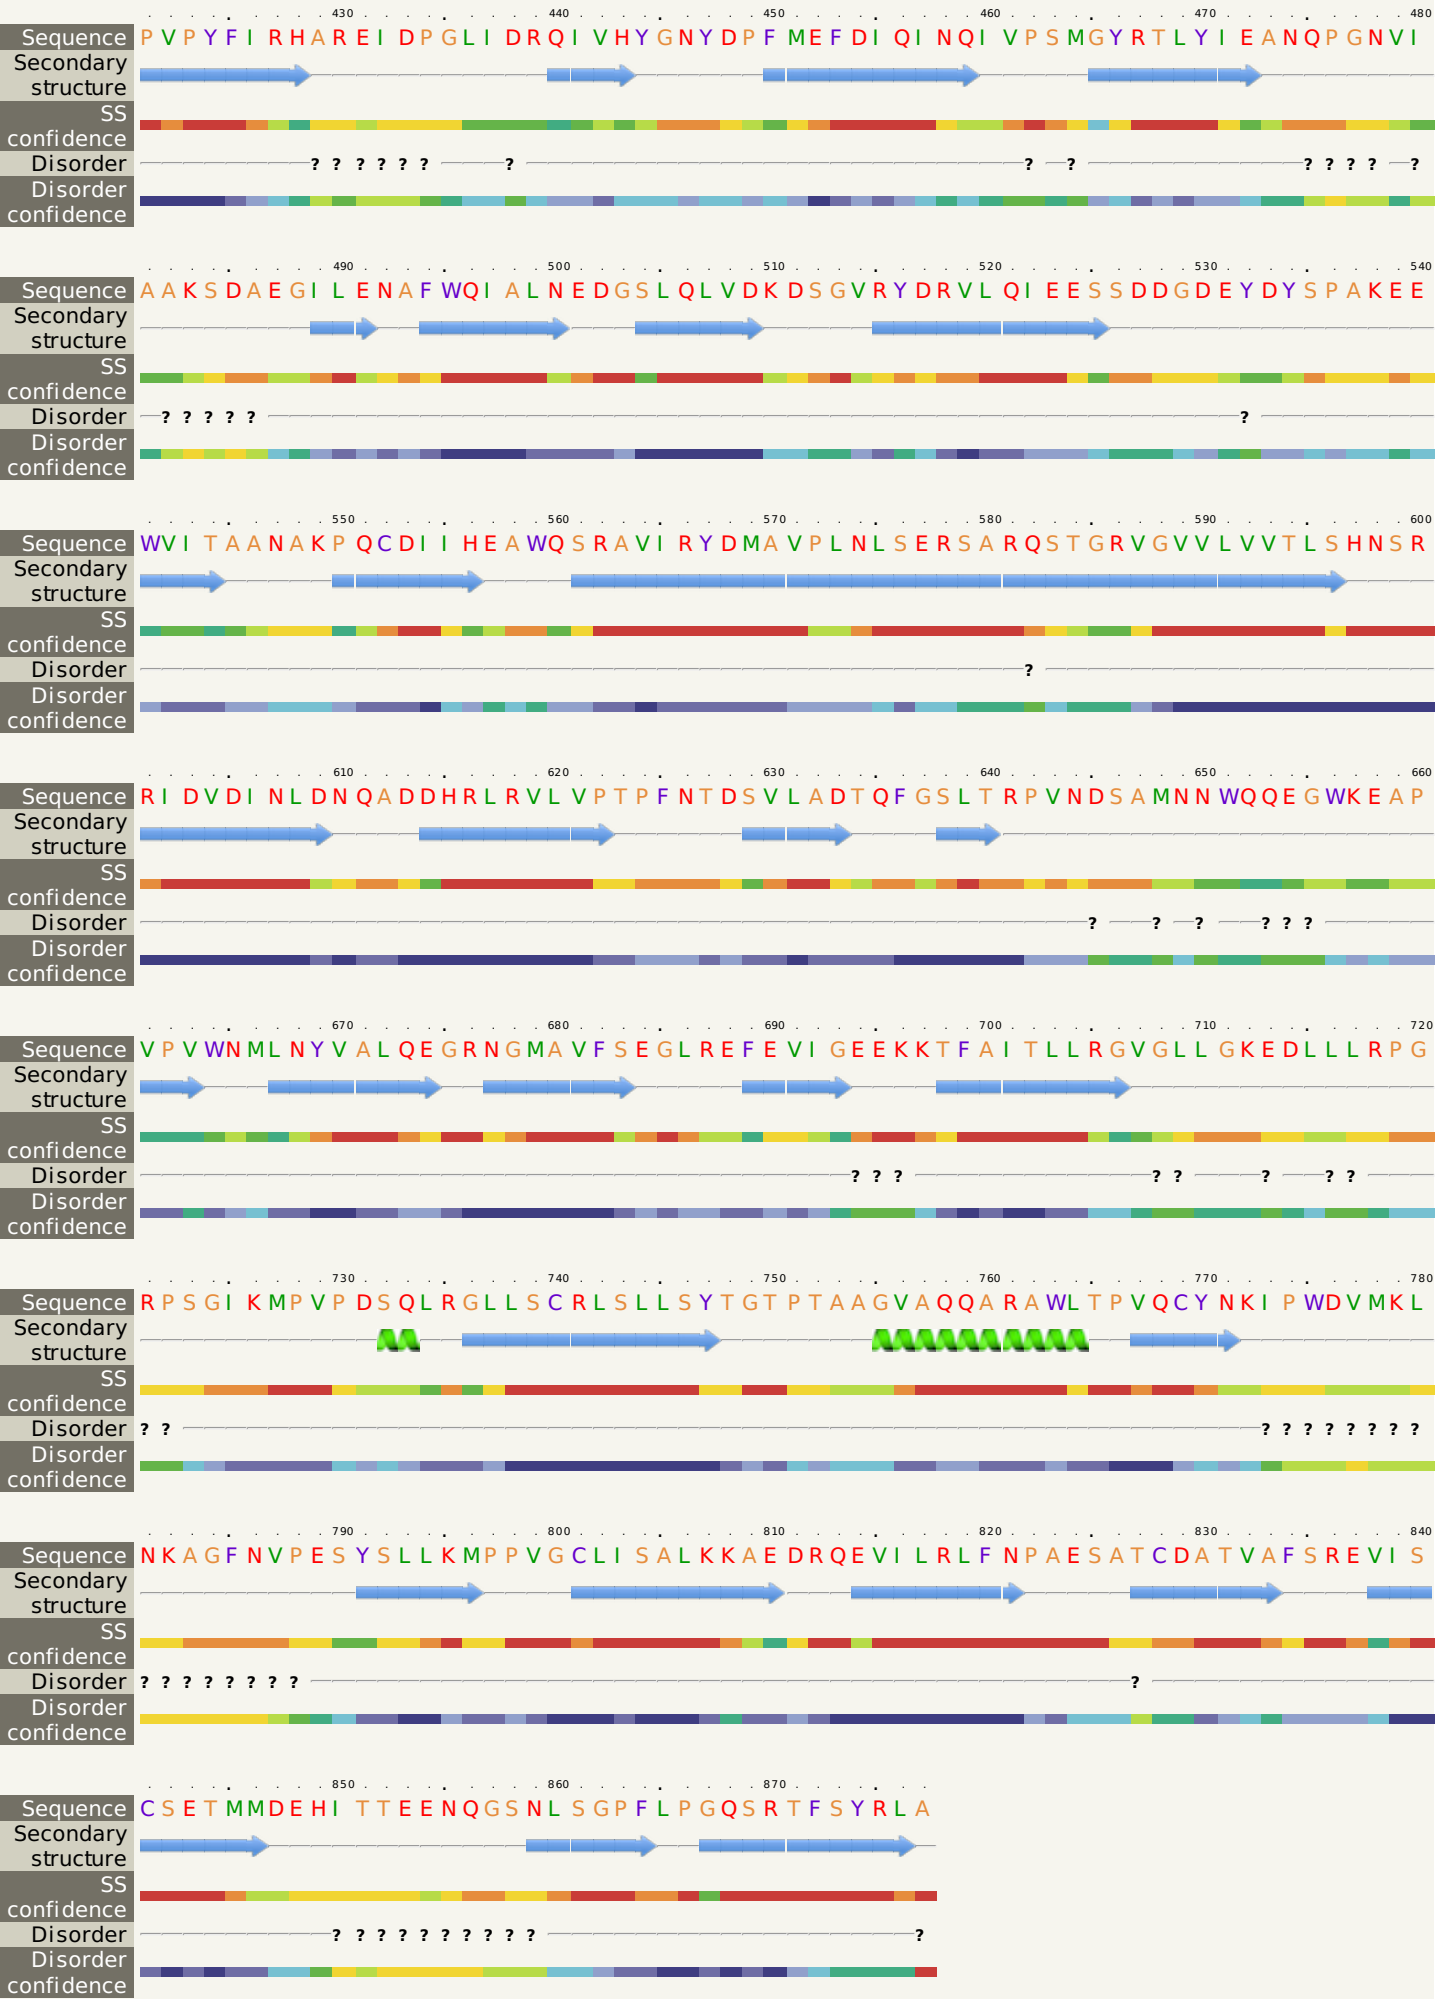 430 440 450 460 470 480
Sequence PVPYFIRHAREIDPGLIDRQIVHYGNYDPFMEFDIQINQIVPSMGYRTLYIEANQPGNVI
Secondary
structure
SS
confidence
Disorder ? ? ? ? ? ? ? ? ? ? ? ? ? ?
Disorder
confidence
490 500 510 520 530 540
Sequence AAKSDAEGILENAFWQIALNEDGSLQLVDKDSGVRYDRVLQIEESSDDGDEYDYSPAKEE
Secondary
structure
SS
confidence
Disorder ? ? ? ? ? ?
Disorder
confidence
550 560 570 580 590 600
Sequence WVITAANAKPQCDIIHEAWQSRAVIRYDMAVPLNLSERSARQSTGRVGVVLVVTLSHNSR
Secondary
structure
SS
confidence
Disorder ?
Disorder
confidence
610 620 630 640 650 660
Sequence RIDVDINLDNQADDHRLRVLVPTPFNTDSVLADTQFGSLTRPVNDSAMNNWQQEGWKEAP
Secondary
structure
SS
confidence
Disorder ? ? ? ? ? ?
Disorder
confidence
670 680 690 700 710 720
Sequence VPVWNMLNYVALQEGRNGMAVFSEGLREFEVIGEEKKTFAITLLRGVGLLGKEDLLLRPG
Secondary
structure
SS
confidence
Disorder ? ? ? ? ? ? ? ?
Disorder
confidence
730 740 750 760 770 780
Sequence RPSGIKMPVPDSQLRGLLSCRLSLLSYTGTPTAAGVAQQARAWLTPVQCYNKIPWDVMKL
Secondary
structure
SS
confidence
Disorder ? ? ? ? ? ? ? ? ? ?
Disorder
confidence
790 800 810 820 830 840
Sequence NKAGFNVPESYSLLKMPPVGCLISALKKAEDRQEVILRLFNPAESATCDATVAFSREVIS
Secondary
structure
SS
confidence
Disorder ? ? ? ? ? ? ? ? ?
Disorder
confidence
850 860 870
Sequence CSETMMDEHITTEENQGSNLSGPFLPGQSRTFSYRLA
Secondary
structure
SS
confidence
Disorder ? ? ? ? ? ? ? ? ? ? ?
Disorder
confidence